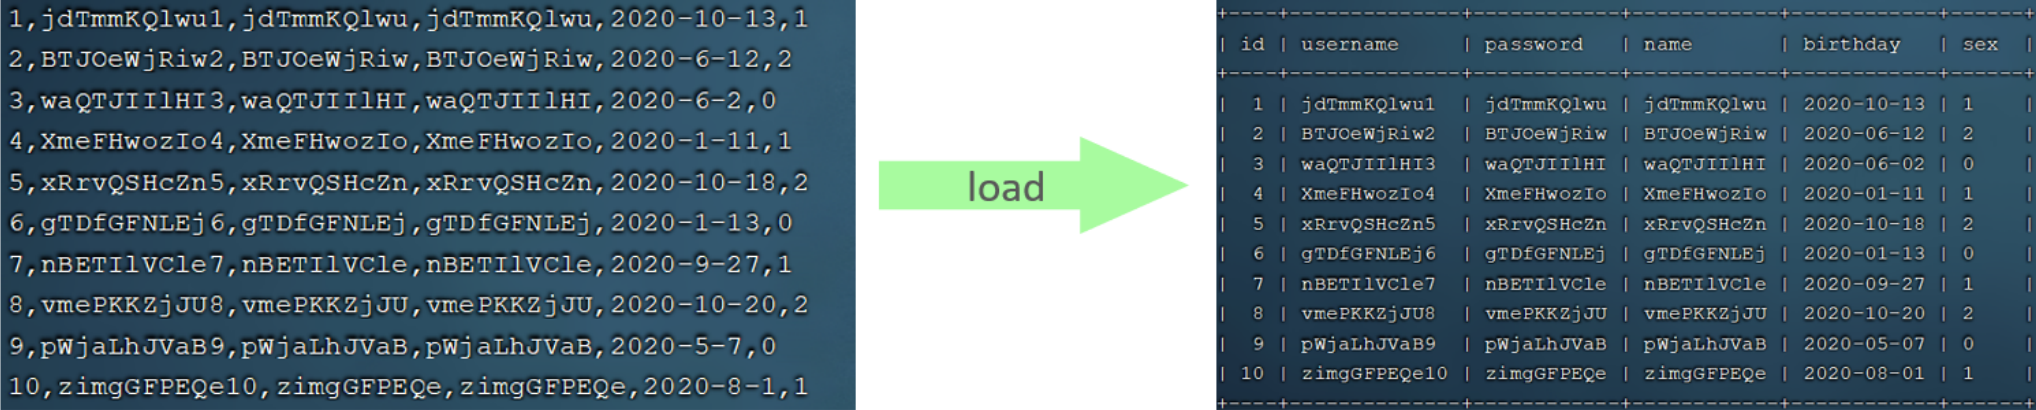 1,jdTmmKQlwu1,jdTmmKQlwu,jdTmmKQlwu,2020-10-13,1
2,BTJOeWjRiw2,BTJOeWjRiw,BTJOeWjRiw,2020-6-12,2
3,waQTJIIlHI3,waQTJIIlHI,waQTJIIlHI,2020-6-2,0
4,XmeFHwozIo4,XmeFHwozIo,XmeFHwozIo,2020-1-11,1
5,xRrvQSHcZn5,xRrvQSHcZn,xRrvQSHcZn,2020-10-18,2
6,gTDfGFNLEj6,gTDfGFNLEj,gTDfGFNLEj,2020-1-13,0
7,nBETIlVCle7,nBETIlVCle,nBETIlVCle,2020-9-27,1
8,vmePKKZjJU8,vmePKKZjJU,vmePKKZjJU,2020-10-20,2
9,pWjaLhJVaB9,pWjaLhJVaB,pWjaLhJVaB,2020-5-7,0
10,zimgGFPEQe10,zimgGFPEQe,zimgGFPEQe,2020-8-1,1
load
+----+-------------+------------+------------+------------+------+
| id | username | password | name | birthday | sex |
+----+-------------+------------+------------+------------+------+
| 1 | jdTmmKQlwu1 | jdTmmKQlwu | jdTmmKQlwu | 2020-10-13 | 1 |
| 2 | BTJOeWjRiw2 | BTJOeWjRiw | BTJOeWjRiw | 2020-06-12 | 2 |
| 3 | waQTJIIlHI3 | waQTJIIlHI | waQTJIIlHI | 2020-06-02 | 0 |
| 4 | XmeFHwozIo4 | XmeFHwozIo | XmeFHwozIo | 2020-01-11 | 1 |
| 5 | xRrvQSHcZn5 | xRrvQSHcZn | xRrvQSHcZn | 2020-10-18 | 2 |
| 6 | gTDfGFNLEj6 | gTDfGFNLEj | gTDfGFNLEj | 2020-01-13 | 0 |
| 7 | nBETIlVCle7 | nBETIlVCle | nBETIlVCle | 2020-09-27 | 1 |
| 8 | vmePKKZjJU8 | vmePKKZjJU | vmePKKZjJU | 2020-10-20 | 2 |
| 9 | pWjaLhJVaB9 | pWjaLhJVaB | pWjaLhJVaB | 2020-05-07 | 0 |
| 10 | zimgGFPEQe10 | zimgGFPEQe | zimgGFPEQe | 2020-08-01 | 1 |
+----+-------------+------------+------------+------------+------+